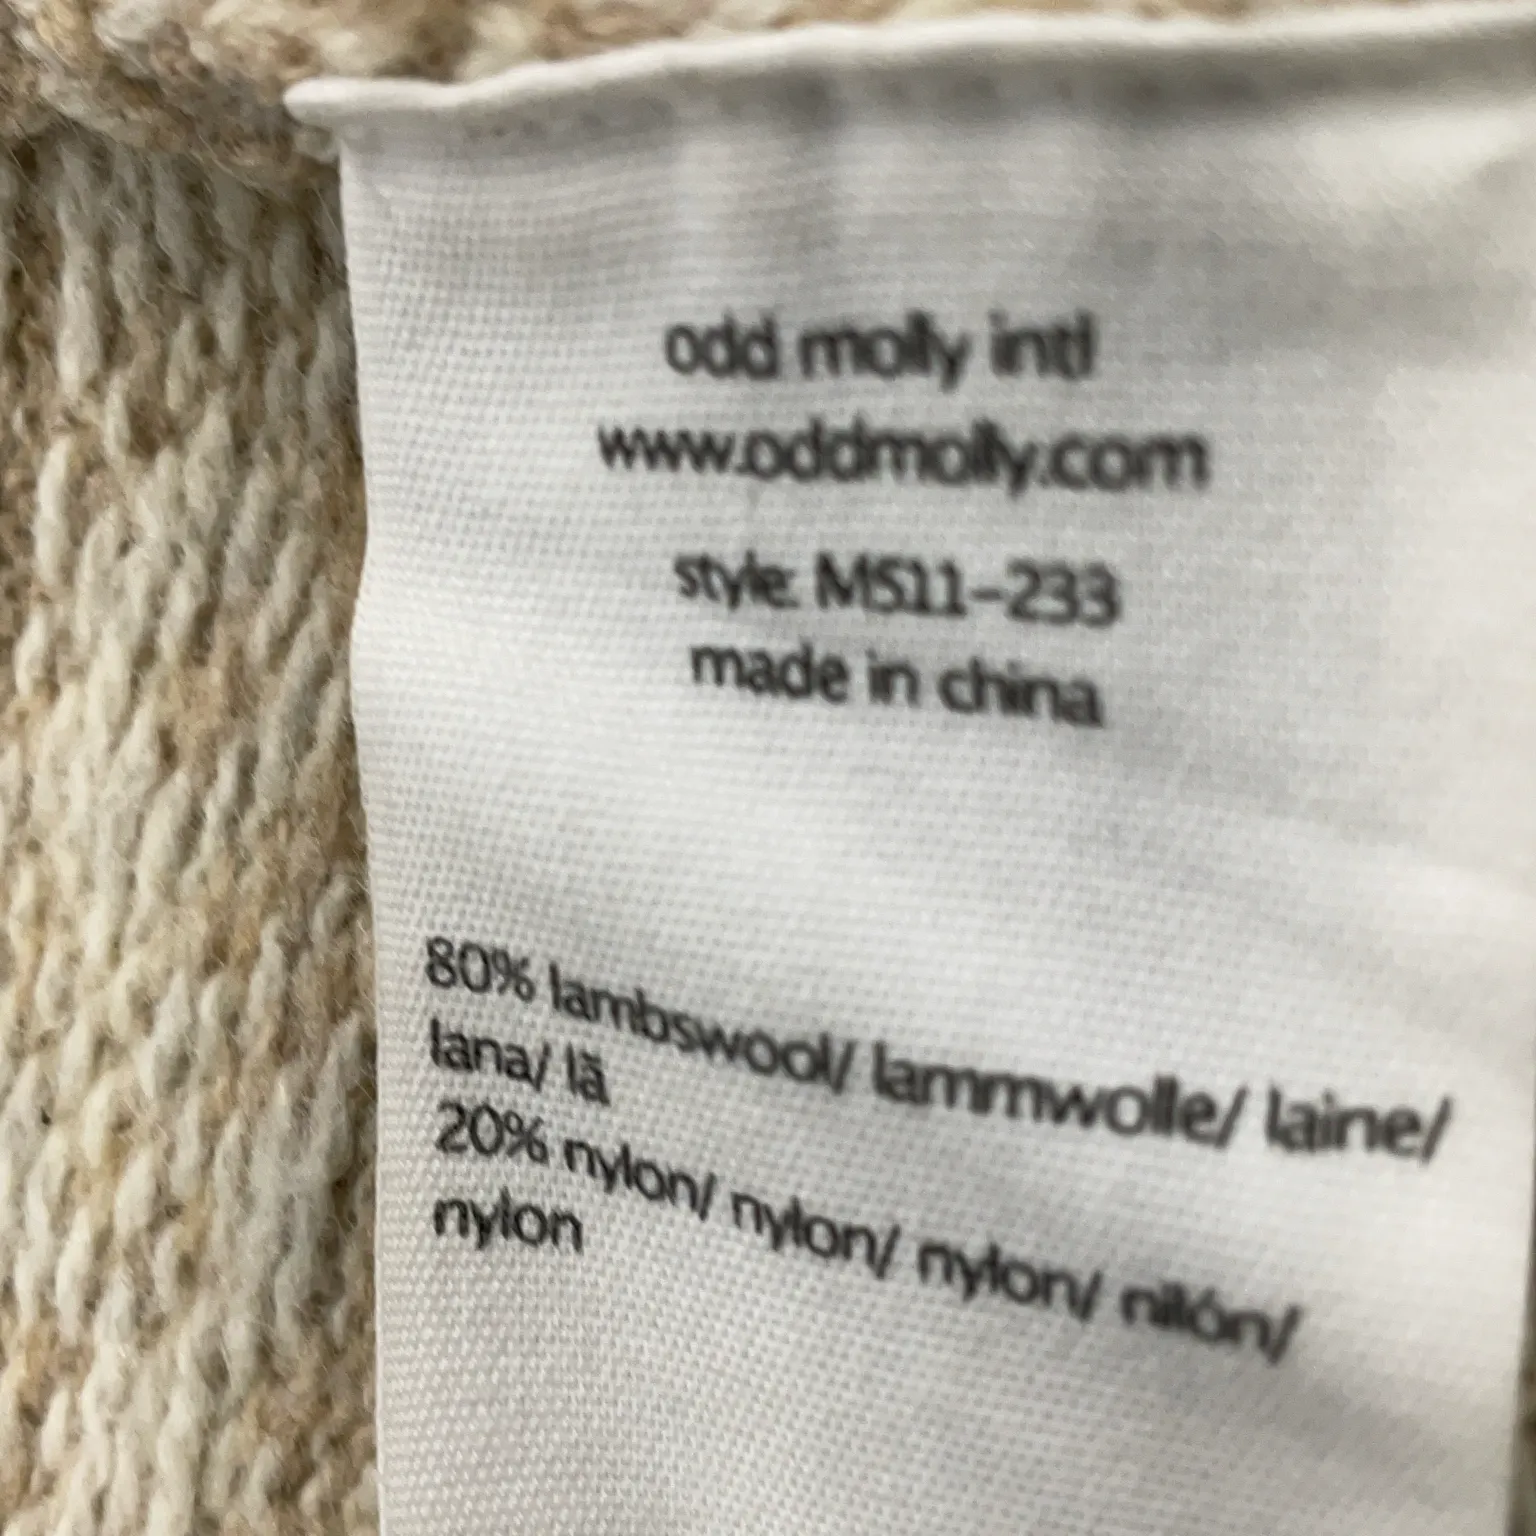 odd molly intl
www.oddmolly.com
style: MS11-233
made in china
80% lambswool/ lammwolle/ laine/
lana/ lã
20% nylon/ nylon/ nylon/ nilón/
nylon